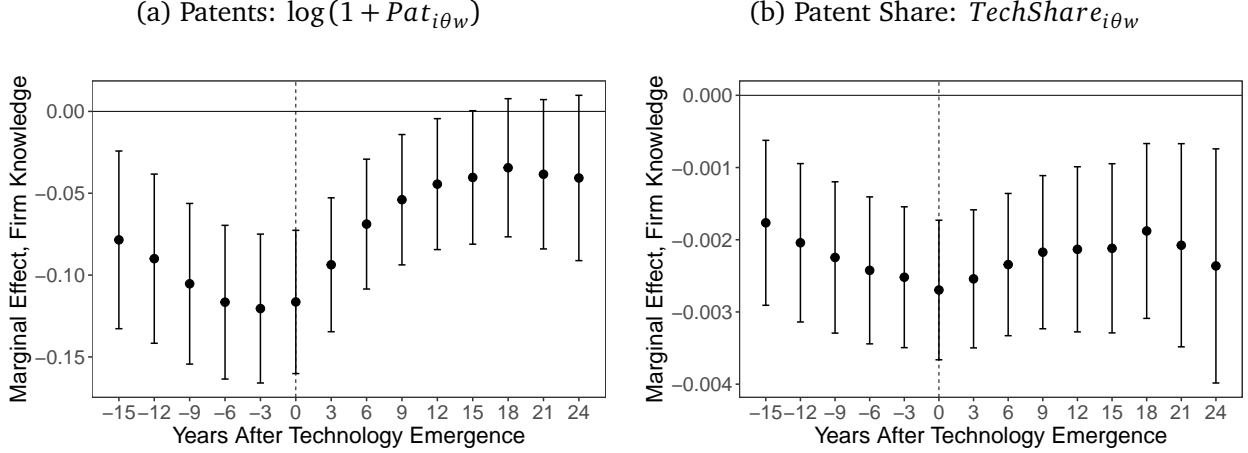 (a) Patents: log(1 + Pat_{iθw})
0.00
−0.05
−0.10
−0.15
Marginal Effect, Firm Knowledge
−15 −12 −9 −6 −3 0 3 6 9 12 15 18 21 24
Years After Technology Emergence
(b) Patent Share: TechShare_{iθw}
0.000
−0.001
−0.002
−0.003
−0.004
Marginal Effect, Firm Knowledge
−15 −12 −9 −6 −3 0 3 6 9 12 15 18 21 24
Years After Technology Emergence